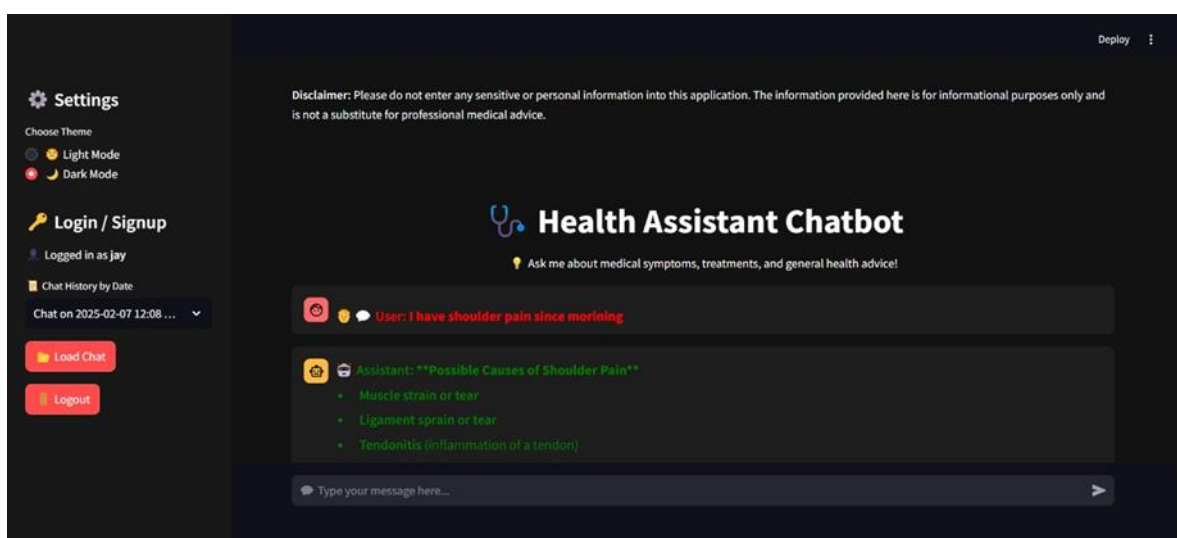 Deploy
Settings
Choose Theme
Light Mode
Dark Mode
Login / Signup
Logged in as jay
Chat History by Date
Chat on 2025-02-07 12:08 ...
Load Chat
Logout
Disclaimer: Please do not enter any sensitive or personal information into this application. The information provided here is for informational purposes only and
is not a substitute for professional medical advice.
Health Assistant Chatbot
Ask me about medical symptoms, treatments, and general health advice!
User: I have shoulder pain since morining
Assistant: **Possible Causes of Shoulder Pain**
• Muscle strain or tear
• Ligament sprain or tear
• Tendonitis (inflammation of a tendon)
Type your message here...